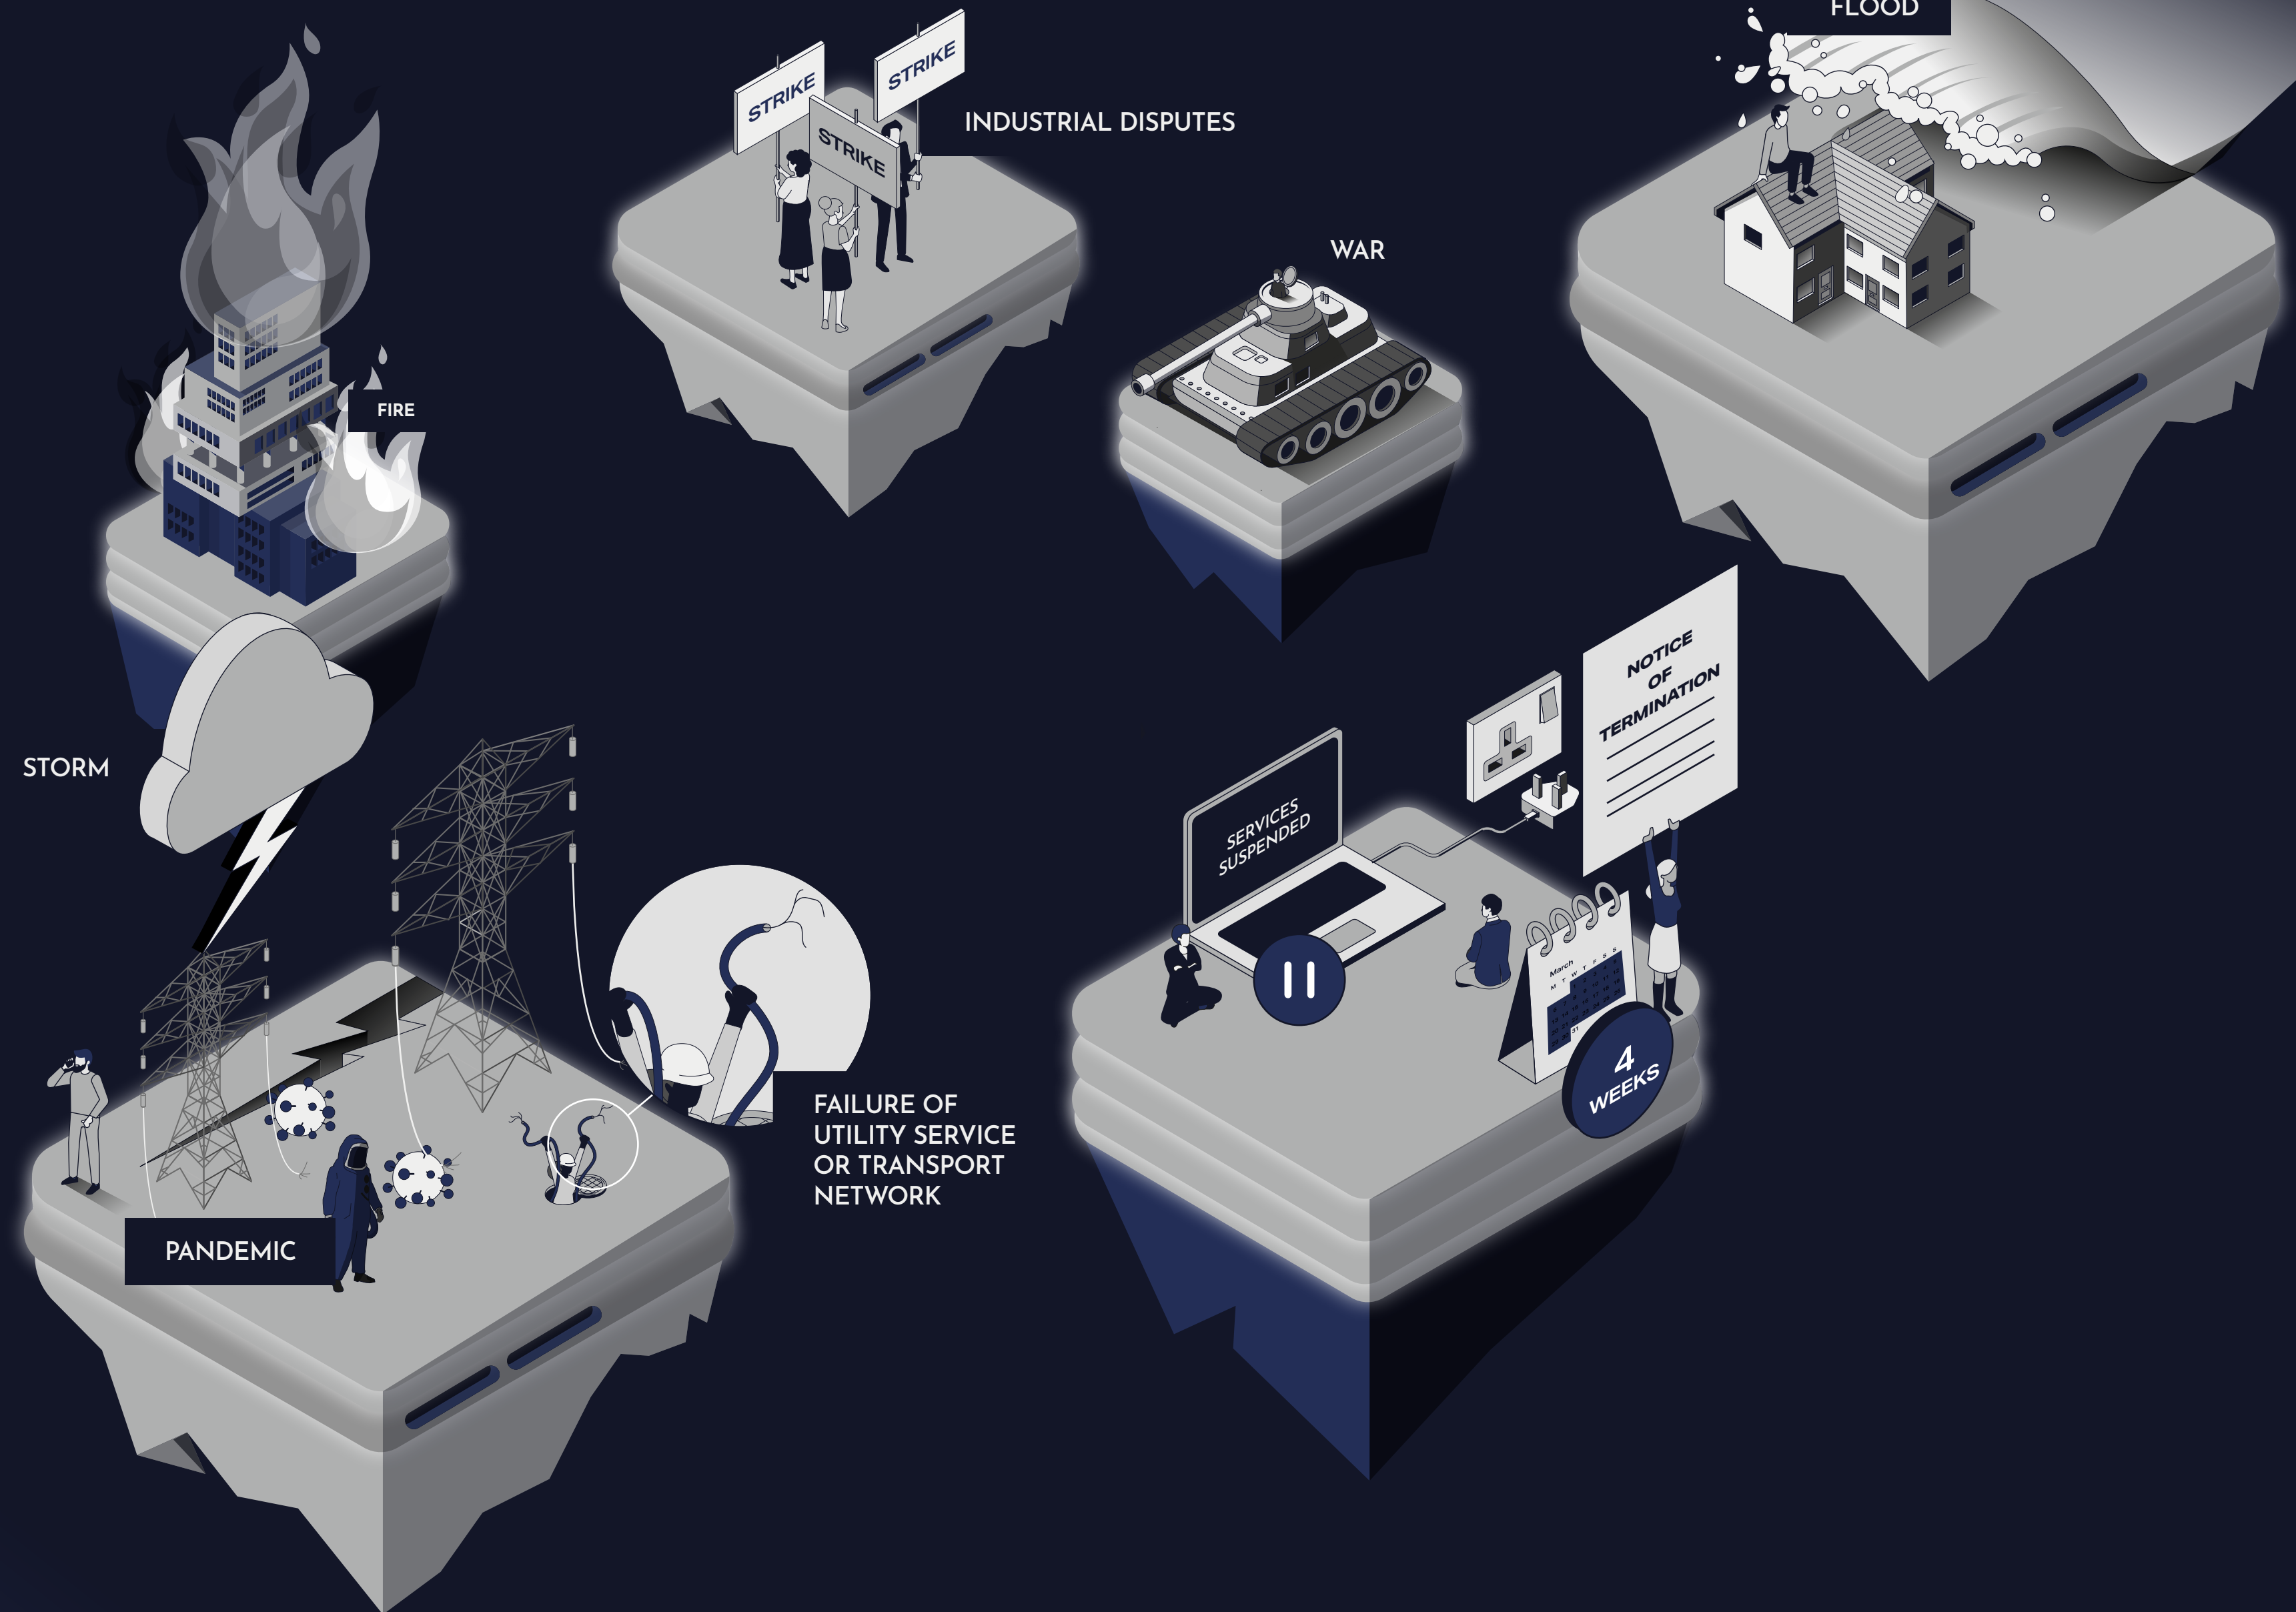 FLOOD
STRIKE
STRIKE
STRIKE
INDUSTRIAL DISPUTES
WAR
FIRE
NOTICE
OF
TERMINATION
STORM
SERVICES
SUSPENDED
March
M T W T F S S
31
4
WEEKS
FAILURE OF
UTILITY SERVICE
OR TRANSPORT
NETWORK
PANDEMIC